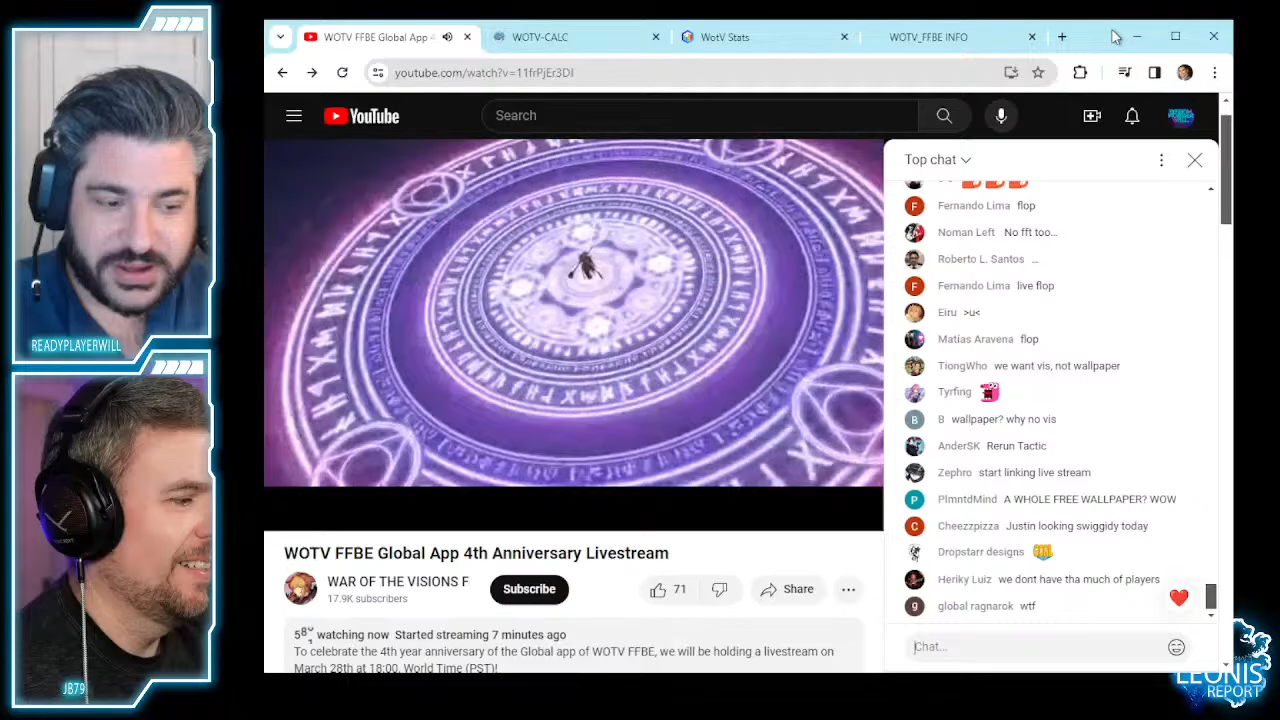 WOTV FFBE Global App 4
WOTV-CALC
WotV Stats
WOTV_FFBE INFO
youtube.com/watch?v=11frPjEr3DI
YouTube
Search
Top chat
Fernando Lima flop
Noman Left No fft too...
Roberto L. Santos ...
Fernando Lima live flop
Eiru >u<
Matías Aravena flop
TiongWho we want vis, not wallpaper
Tyrfing
B B wallpaper? why no vis
AnderSK Rerun Tactic
Zephro start linking live stream
P PlmntdMind A WHOLE FREE WALLPAPER? WOW
C Cheezzpizza Justin looking swiggidy today
Dropstarr designs
Heriky Luiz we dont have tha much of players
g global ragnarok wtf
Chat...
WOTV FFBE Global App 4th Anniversary Livestream
WAR OF THE VISIONS F
17.9K subscribers
Subscribe
71
Share
watching now Started streaming 7 minutes ago
To celebrate the 4th year anniversary of the Global app of WOTV FFBE, we will be holding a livestream on
March 28th at 18:00, World Time (PST)!
READYPLAYERWILL
JB79
LEONIS
REPORT